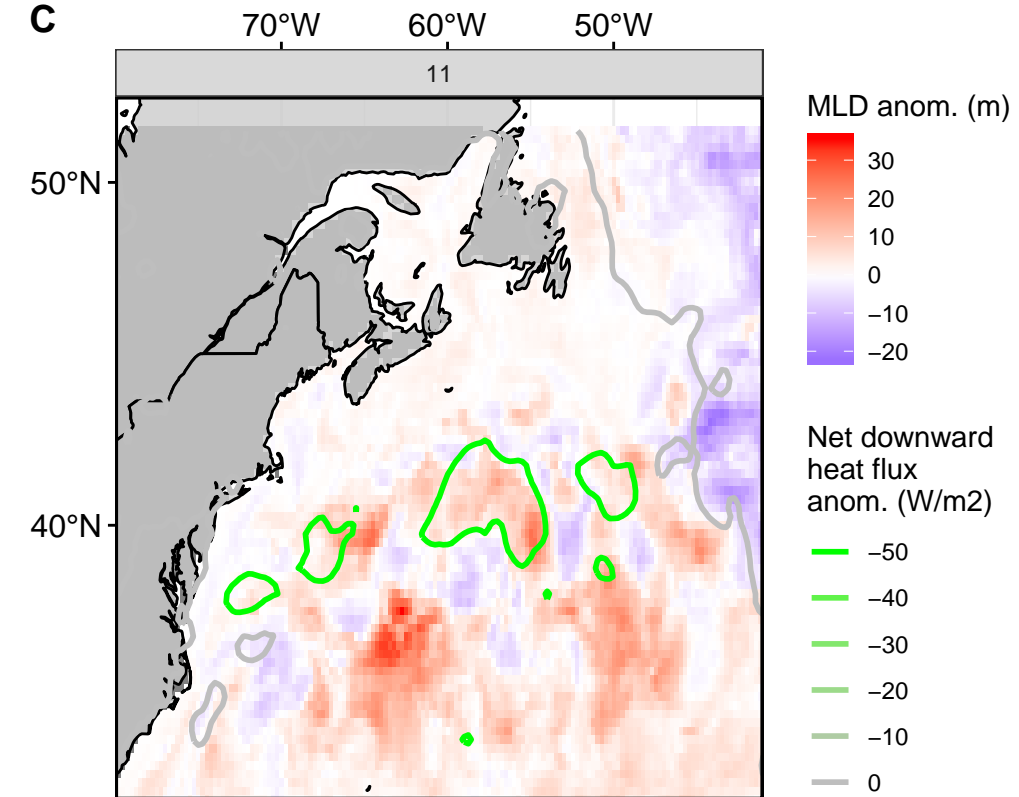 C
70°W 60°W 50°W
11
50°N
40°N
MLD anom. (m)
30
20
10
0
−10
−20
Net downward
heat flux
anom. (W/m2)
−50
−40
−30
−20
−10
0